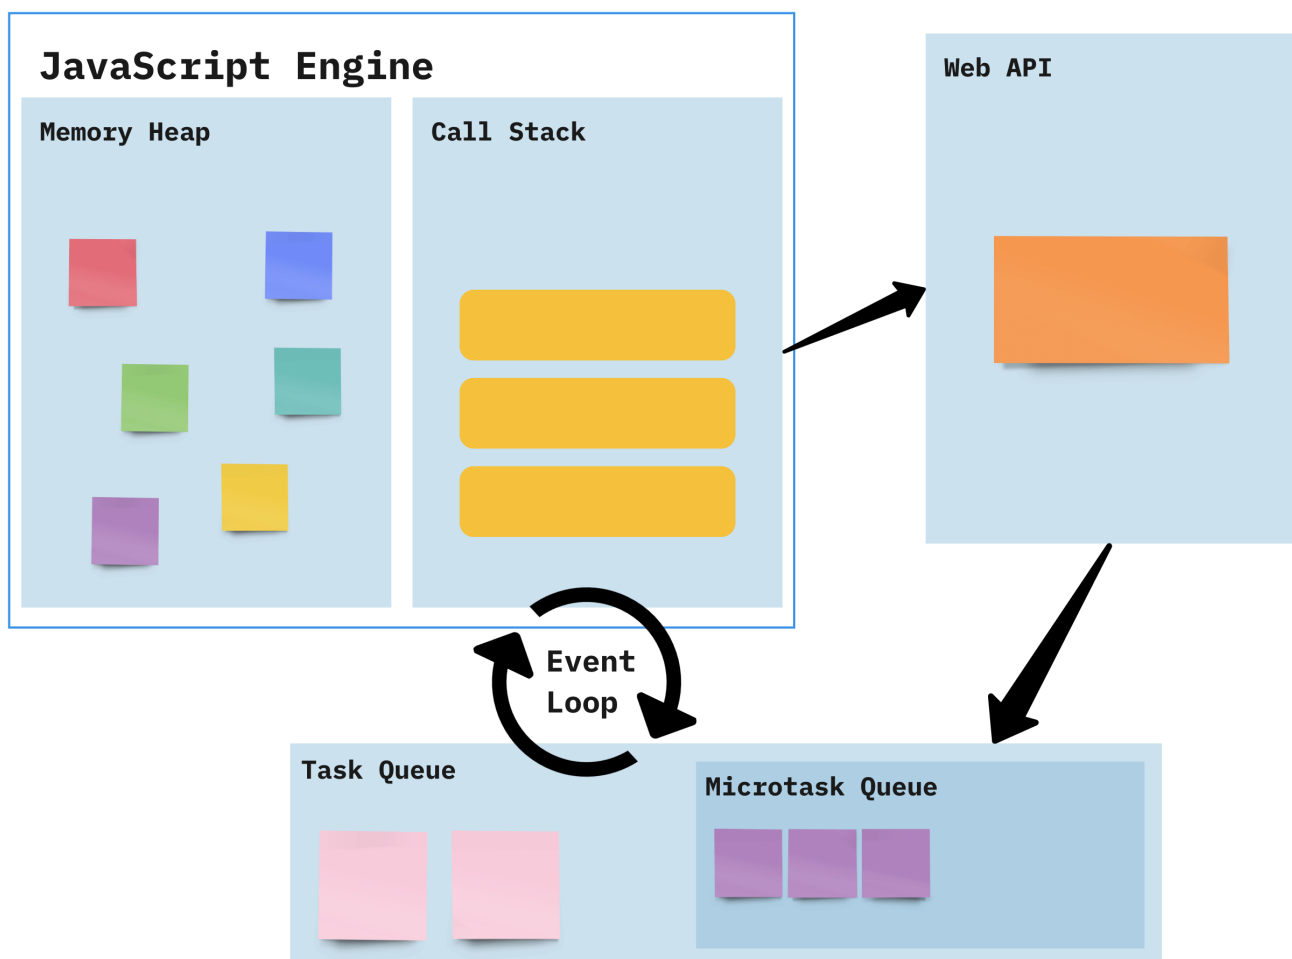 JavaScript Engine
Memory Heap
Call Stack
Web API
Event
Loop
Task Queue
Microtask Queue